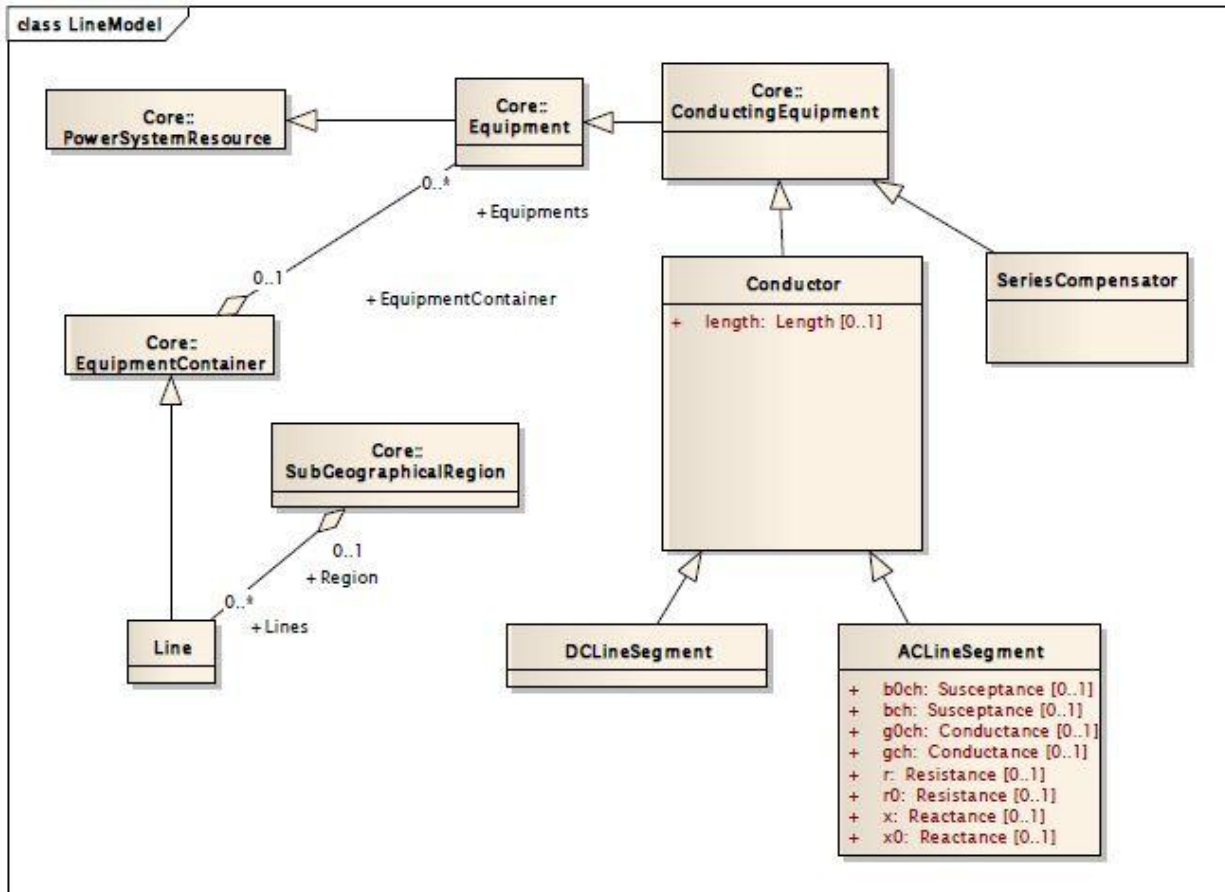 class LineModel
Core::
PowerSystemResource
Core::
Equipment
Core::
ConductingEquipment
0..*
+Equipments
0..1
+EquipmentContainer
Core::
EquipmentContainer
Conductor
+ length: Length [0..1]
SeriesCompensator
Core::
SubGeographicalRegion
0..1
+Region
0..*
+Lines
Line
DCLineSegment
ACLineSegment
+ b0ch: Susceptance [0..1]
+ bch: Susceptance [0..1]
+ g0ch: Conductance [0..1]
+ gch: Conductance [0..1]
+ r: Resistance [0..1]
+ r0: Resistance [0..1]
+ x: Reactance [0..1]
+ x0: Reactance [0..1]